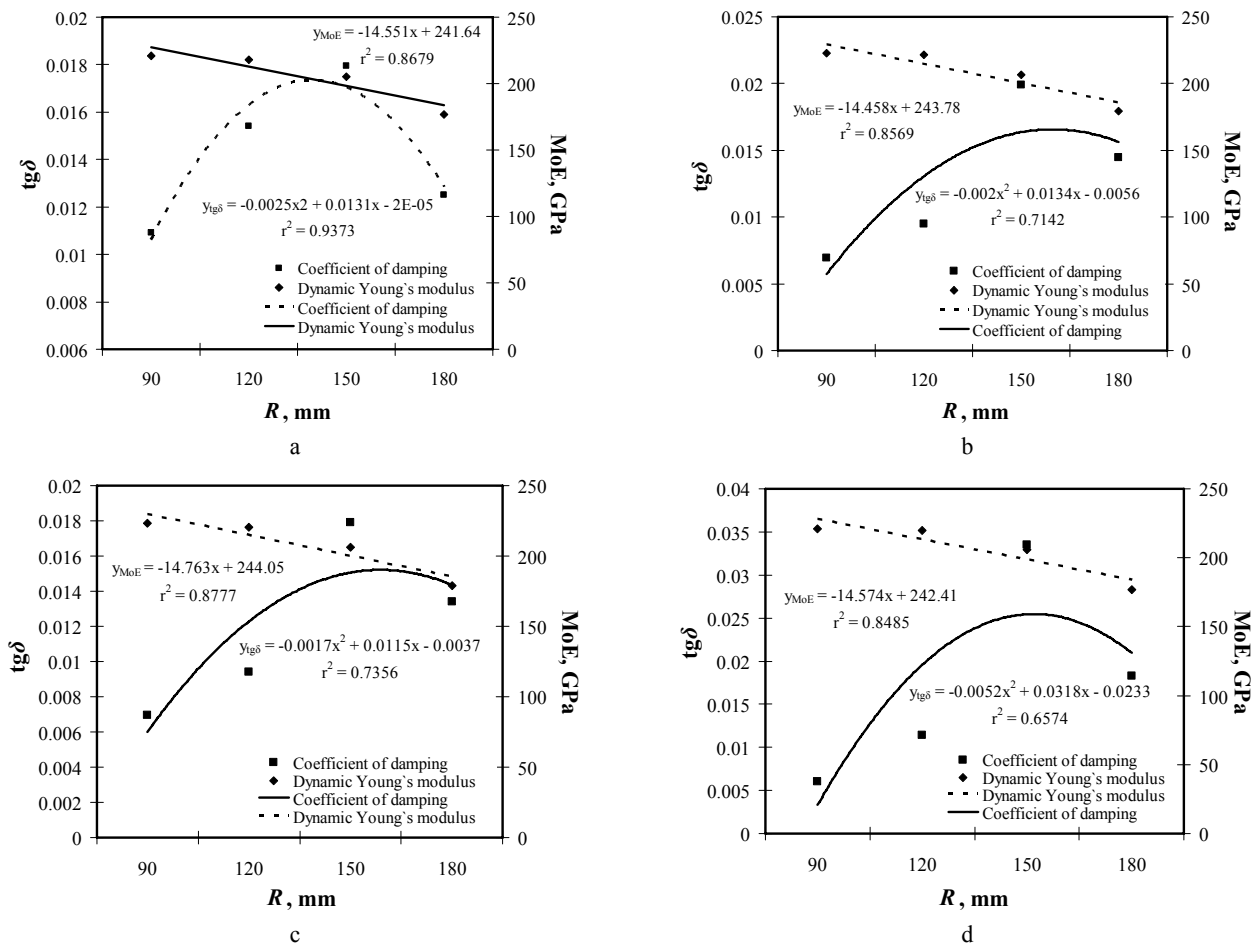 0.02
0.018
0.016
0.014
0.012
0.01
0.008
0.006
tgδ
250
200
150
100
50
0
MoE, GPa
yMoE = -14.551x + 241.64
r² = 0.8679
ytgδ = -0.0025x2 + 0.0131x - 2E-05
r² = 0.9373
Coefficient of damping
Dynamic Young`s modulus
Coefficient of damping
Dynamic Young`s modulus
90 120 150 180
R, mm
a
0.025
0.02
0.015
0.01
0.005
0
tgδ
250
200
150
100
50
0
MoE, GPa
yMoE = -14.458x + 243.78
r² = 0.8569
ytgδ = -0.002x² + 0.0134x - 0.0056
r² = 0.7142
Coefficient of damping
Dynamic Young`s modulus
Dynamic Young`s modulus
Coefficient of damping
90 120 150 180
R, mm
b
0.02
0.018
0.016
0.014
0.012
0.01
0.008
0.006
0.004
0.002
0
tgδ
250
200
150
100
50
0
MoE, GPa
yMoE = -14.763x + 244.05
r² = 0.8777
ytgδ = -0.0017x² + 0.0115x - 0.0037
r² = 0.7356
Coefficient of damping
Dynamic Young`s modulus
Coefficient of damping
Dynamic Young`s modulus
90 120 150 180
R, mm
c
0.04
0.035
0.03
0.025
0.02
0.015
0.01
0.005
0
tgδ
250
200
150
100
50
0
MoE, GPa
yMoE = -14.574x + 242.41
r² = 0.8485
ytgδ = -0.0052x² + 0.0318x - 0.0233
r² = 0.6574
Coefficient of damping
Dynamic Young`s modulus
Dynamic Young`s modulus
Coefficient of damping
90 120 150 180
R, mm
d